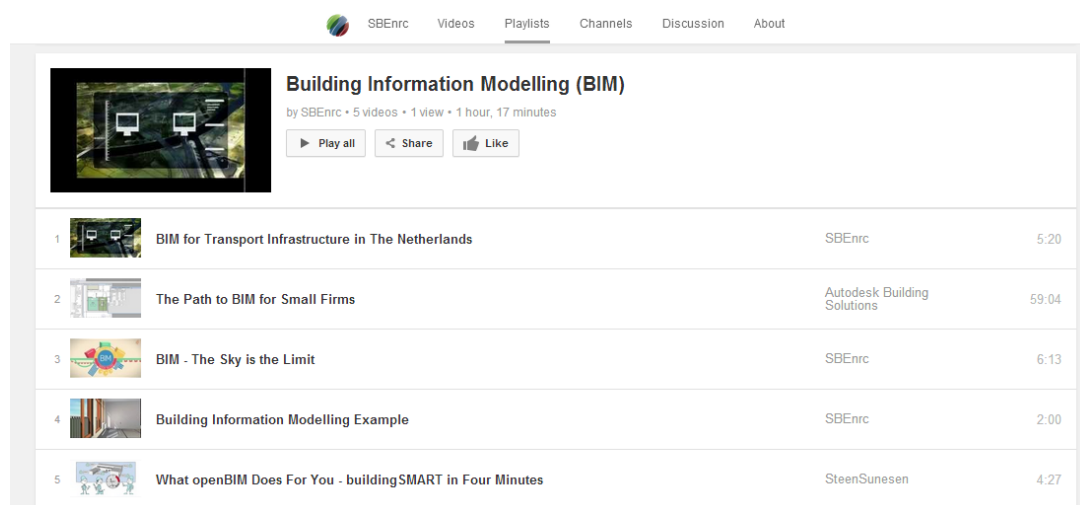 SBEnrc Videos Playlists Channels Discussion About
Building Information Modelling (BIM)
by SBEnrc • 5 videos • 1 view • 1 hour, 17 minutes
Play all Share Like
1 BIM for Transport Infrastructure in The Netherlands SBEnrc 5:20
2 The Path to BIM for Small Firms Autodesk Building Solutions 59:04
BIM
3 BIM - The Sky is the Limit SBEnrc 6:13
4 Building Information Modelling Example SBEnrc 2:00
5 What openBIM Does For You - buildingSMART in Four Minutes SteenSunesen 4:27